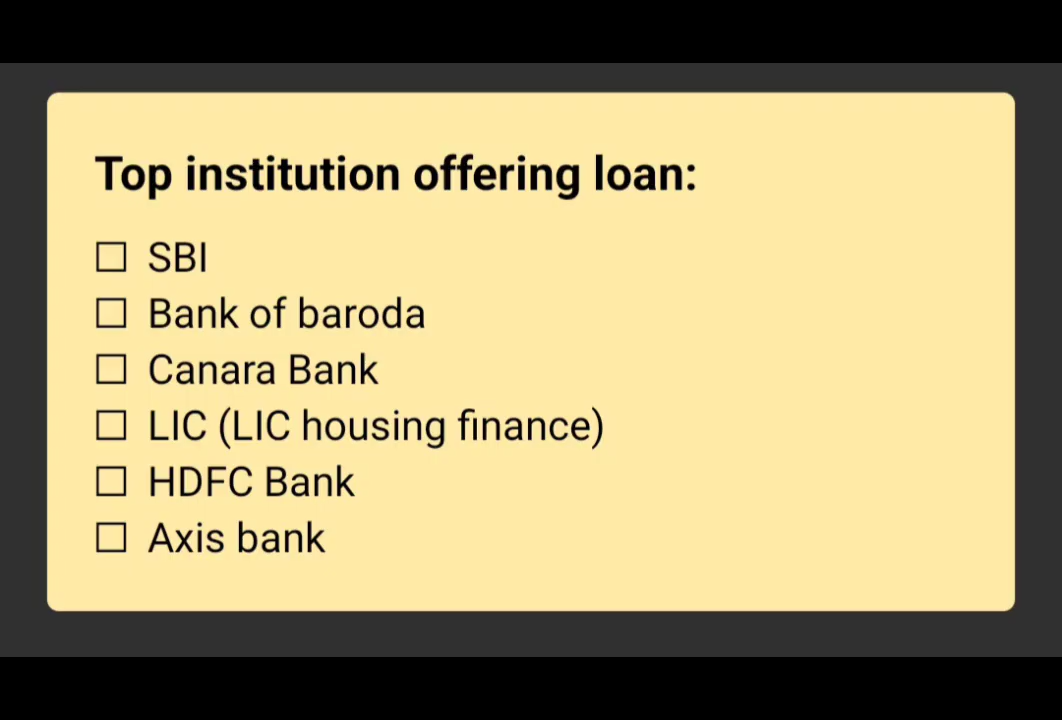 Top institution offering loan:
☐ SBI
☐ Bank of baroda
☐ Canara Bank
☐ LIC (LIC housing finance)
☐ HDFC Bank
☐ Axis bank